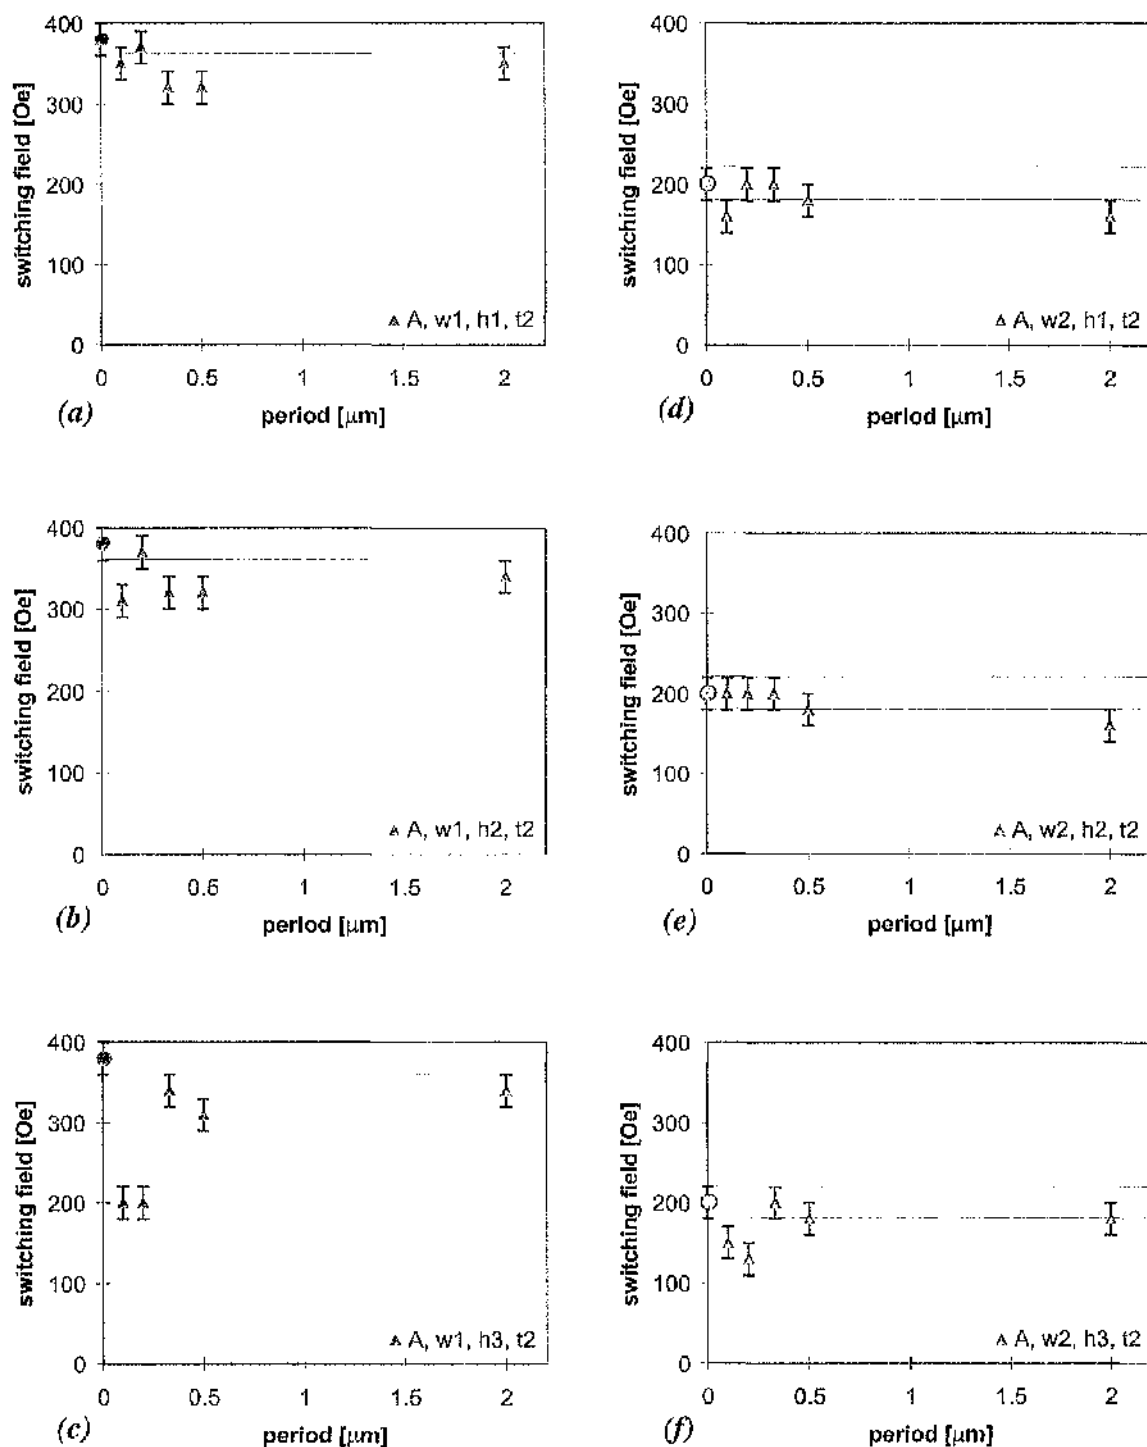 400
300
200
100
0
switching field [Oe]
▲ A, w1, h1, t2
0 0.5 1 1.5 2
(a) period [μm]
400
300
200
100
0
switching field [Oe]
△ A, w2, h1, t2
0 0.5 1 1.5 2
(d) period [μm]
400
300
200
100
0
switching field [Oe]
▲ A, w1, h2, t2
0 0.5 1 1.5 2
(b) period [μm]
400
300
200
100
0
switching field [Oe]
△ A, w2, h2, t2
0 0.5 1 1.5 2
(e) period [μm]
400
300
200
100
0
switching field [Oe]
▲ A, w1, h3, t2
0 0.5 1 1.5 2
(c) period [μm]
400
300
200
100
0
switching field [Oe]
△ A, w2, h3, t2
0 0.5 1 1.5 2
(f) period [μm]